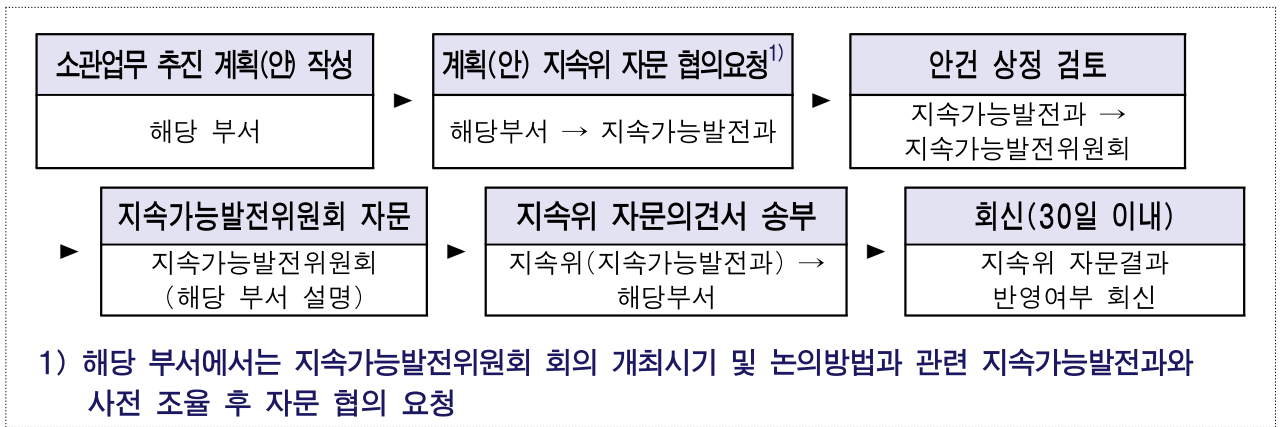 소관업무 추진 계획(안) 작성
해당 부서
►
계획(안) 지속위 자문 협의요청1)
해당부서 → 지속가능발전과
►
안건 상정 검토
지속가능발전과 →
지속가능발전위원회
►
지속가능발전위원회 자문
지속가능발전위원회
(해당 부서 설명)
►
지속위 자문의견서 송부
지속위(지속가능발전과) →
해당부서
►
회신(30일 이내)
지속위 자문결과
반영여부 회신
1) 해당 부서에서는 지속가능발전위원회 회의 개최시기 및 논의방법과 관련 지속가능발전과와
사전 조율 후 자문 협의 요청